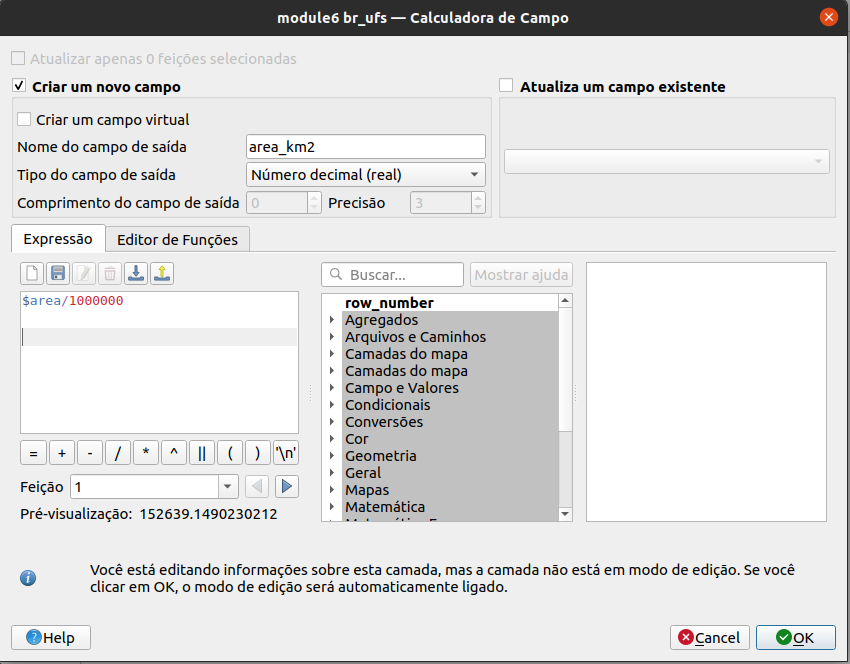 module6 br_ufs — Calculadora de Campo
Atualizar apenas 0 feições selecionadas
Criar um novo campo
Atualiza um campo existente
Criar um campo virtual
Nome do campo de saída area_km2
Tipo do campo de saída Número decimal (real)
Comprimento do campo de saída 0 Precisão 3
Expressão Editor de Funções
Buscar... Mostrar ajuda
$area/1000000
row_number
Agregados
Arquivos e Caminhos
Camadas do mapa
Camadas do mapa
Campo e Valores
Condicionais
Conversões
Cor
Geometria
Geral
Mapas
Matemática
= + - / * ^ || ( ) '\n'
Feição 1
Pré-visualização: 152639.1490230212
Você está editando informações sobre esta camada, mas a camada não está em modo de edição. Se você
clicar em OK, o modo de edição será automaticamente ligado.
Help Cancel OK